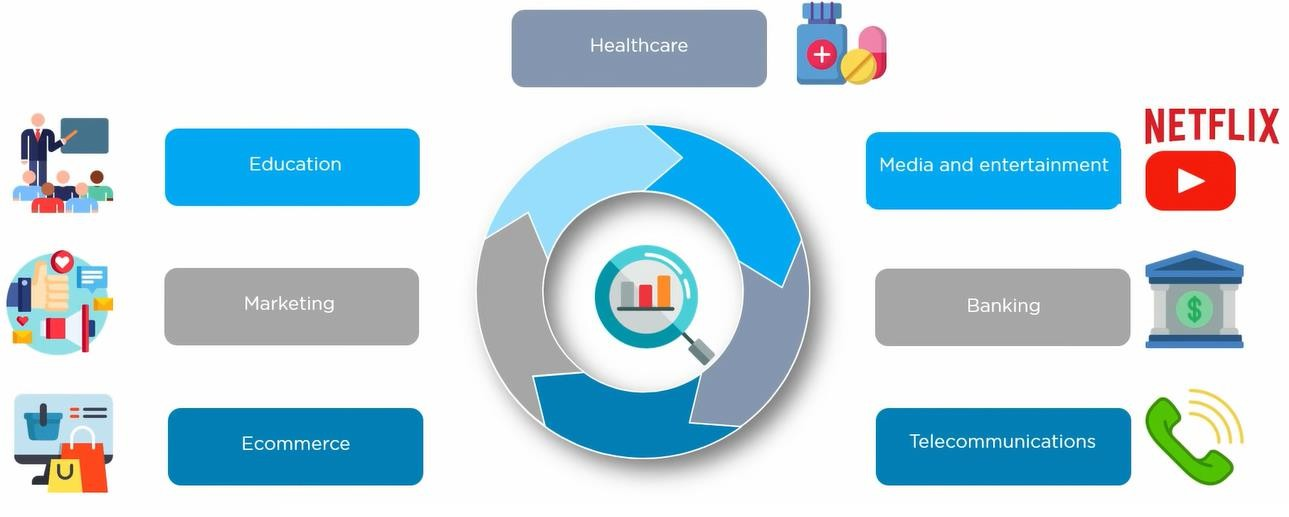 Healthcare
Education
Media and entertainment
NETFLIX
Marketing
Banking
$
Ecommerce
Telecommunications